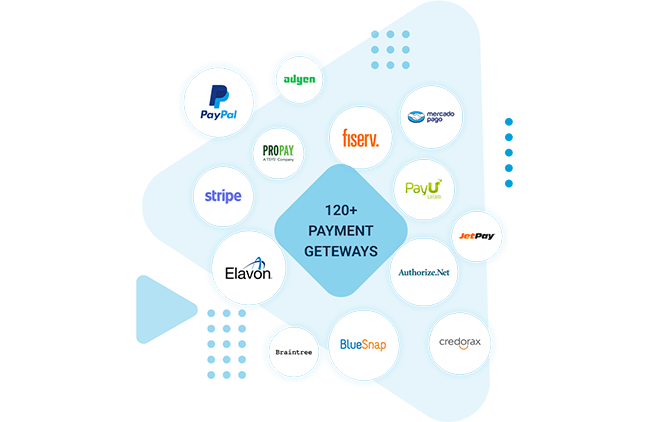 adyen
PayPal
mercado
pago
fiserv.
PROPAY
A TSYS Company
stripe
PayU
120+
PAYMENT
GETEWAYS
JetPay
Elavon
Authorize.Net
Braintree
BlueSnap
credorax